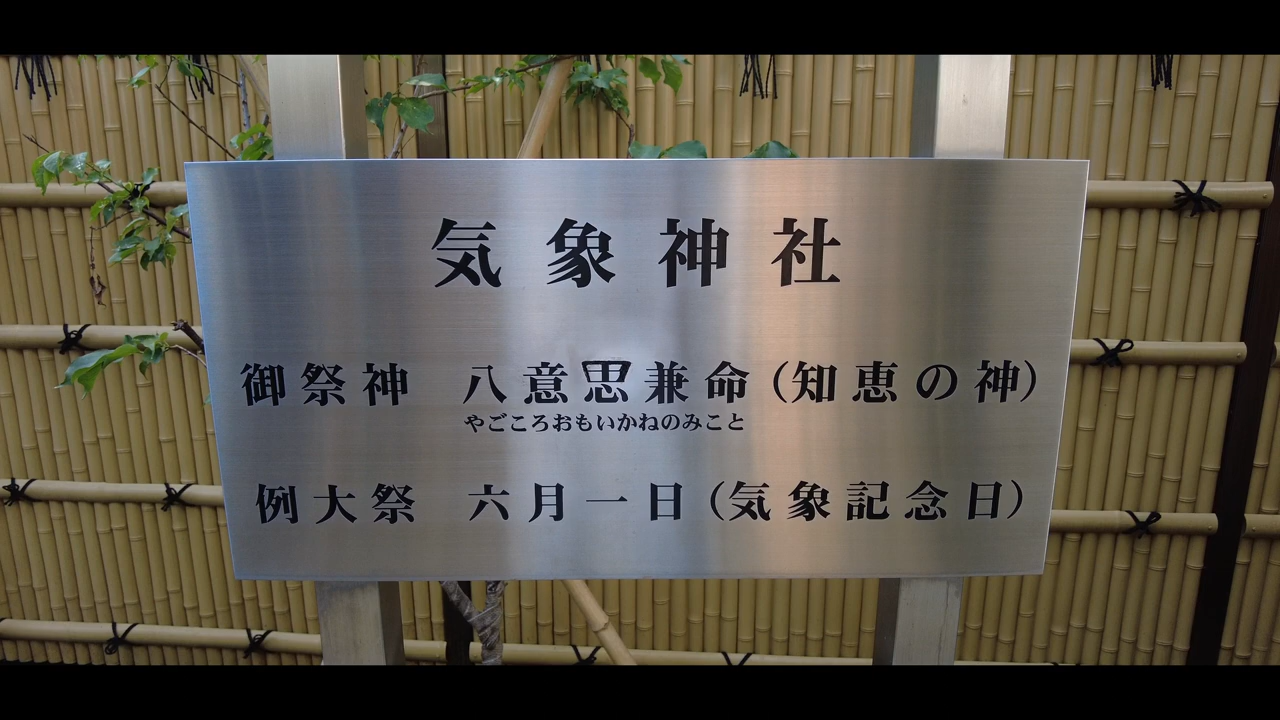 気象神社
御祭神 八意思兼命（知恵の神）
やごころおもいかねのみこと
例大祭 六月一日（気象記念日）